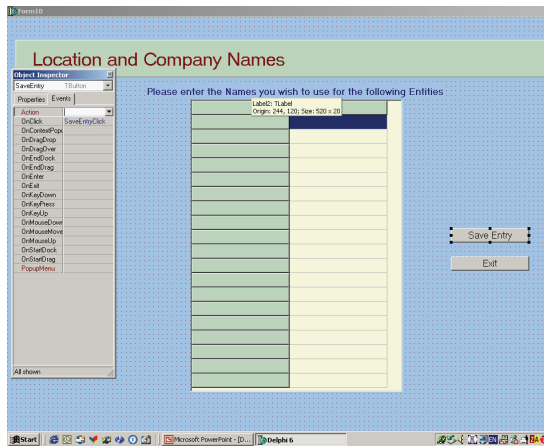 Form10
Location and Company Names
Object Inspector
SaveEntry TButton
Properties Events
Action
OnClick SaveEntryClick
OnContextPopu
OnDragDrop
OnDragOver
OnEndDock
OnEndDrag
OnEnter
OnExit
OnKeyDown
OnKeyPress
OnKeyUp
OnMouseDown
OnMouseMove
OnMouseUp
OnStartDock
OnStartDrag
PopupMenu
All shown
Please enter the Names you wish to use for the following Entities
Label2: TLabel
Origin: 244, 120; Size: 520 x 20
Save Entry
Exit
Start
Microsoft PowerPoint - [D...
Delphi 6